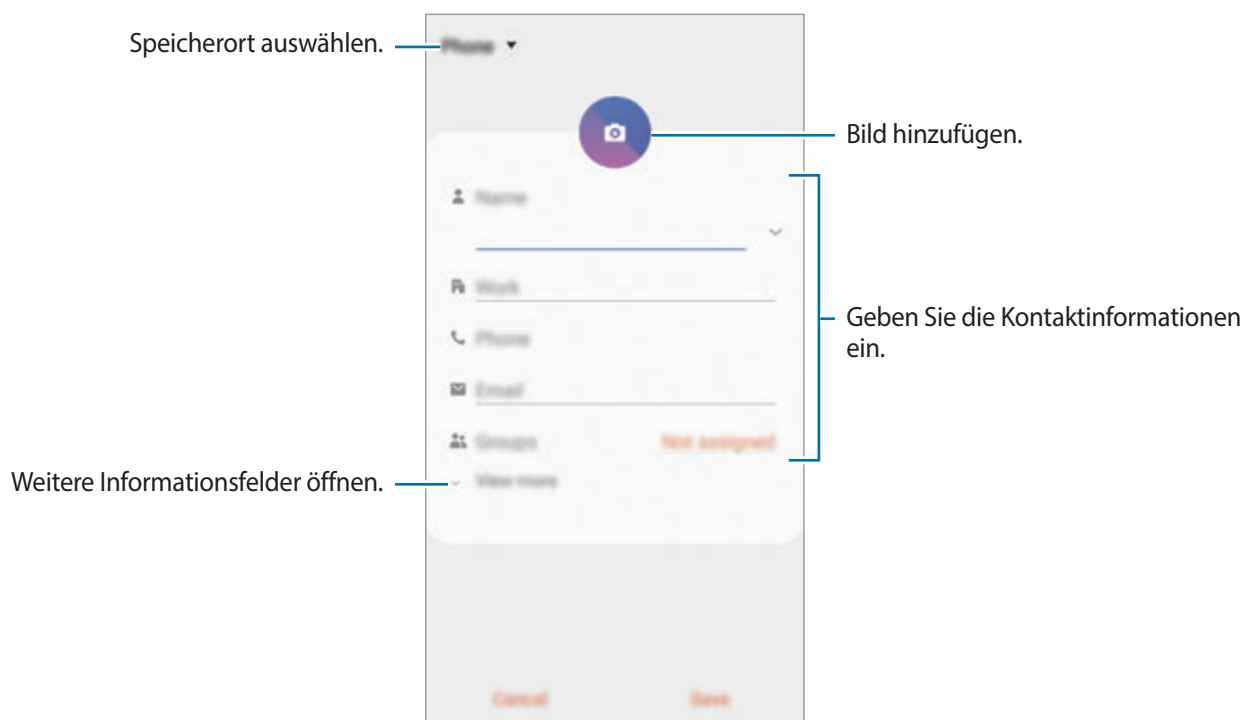 Speicherort auswählen.
Phone
Bild hinzufügen.
Name
Work
Geben Sie die Kontaktinformationen
ein.
Phone
Email
Groups
Not assigned
Weitere Informationsfelder öffnen.
View more
Cancel
Save